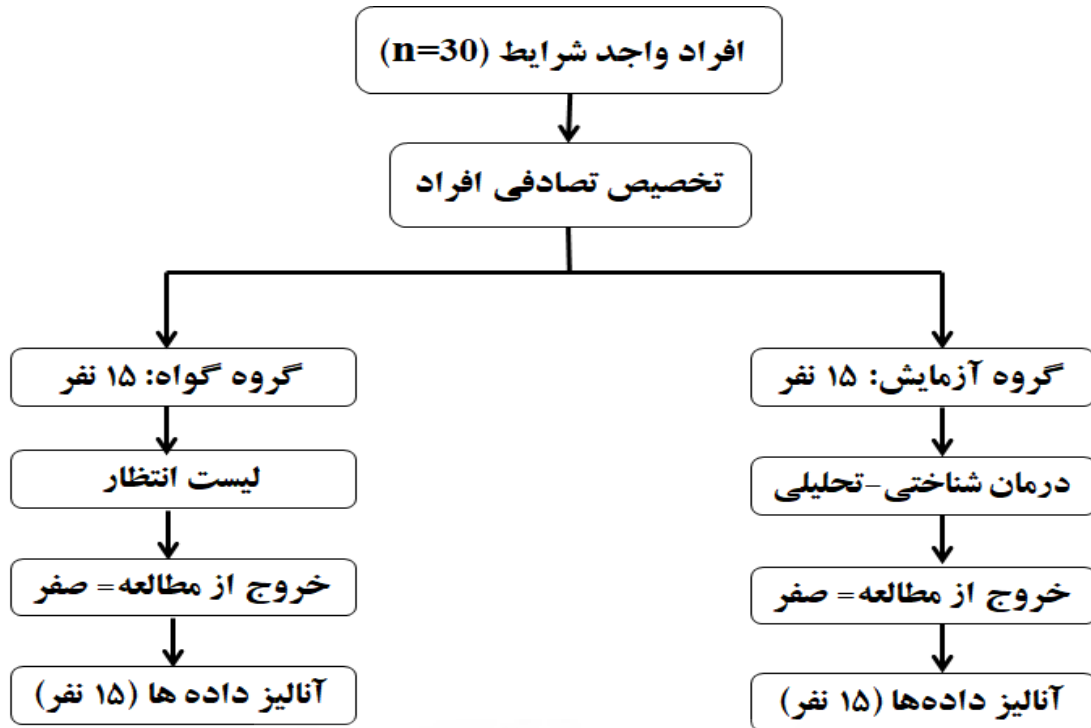 افراد واجد شرایط (n=30)
تخصیص تصادفی افراد
گروه آزمایش: ۱۵ نفر
گروه گواه: ۱۵ نفر
درمان شناختی-تحلیلی
لیست انتظار
خروج از مطالعه= صفر
خروج از مطالعه= صفر
آنالیز داده‌ها (۱۵ نفر)
آنالیز داده ها (۱۵ نفر)